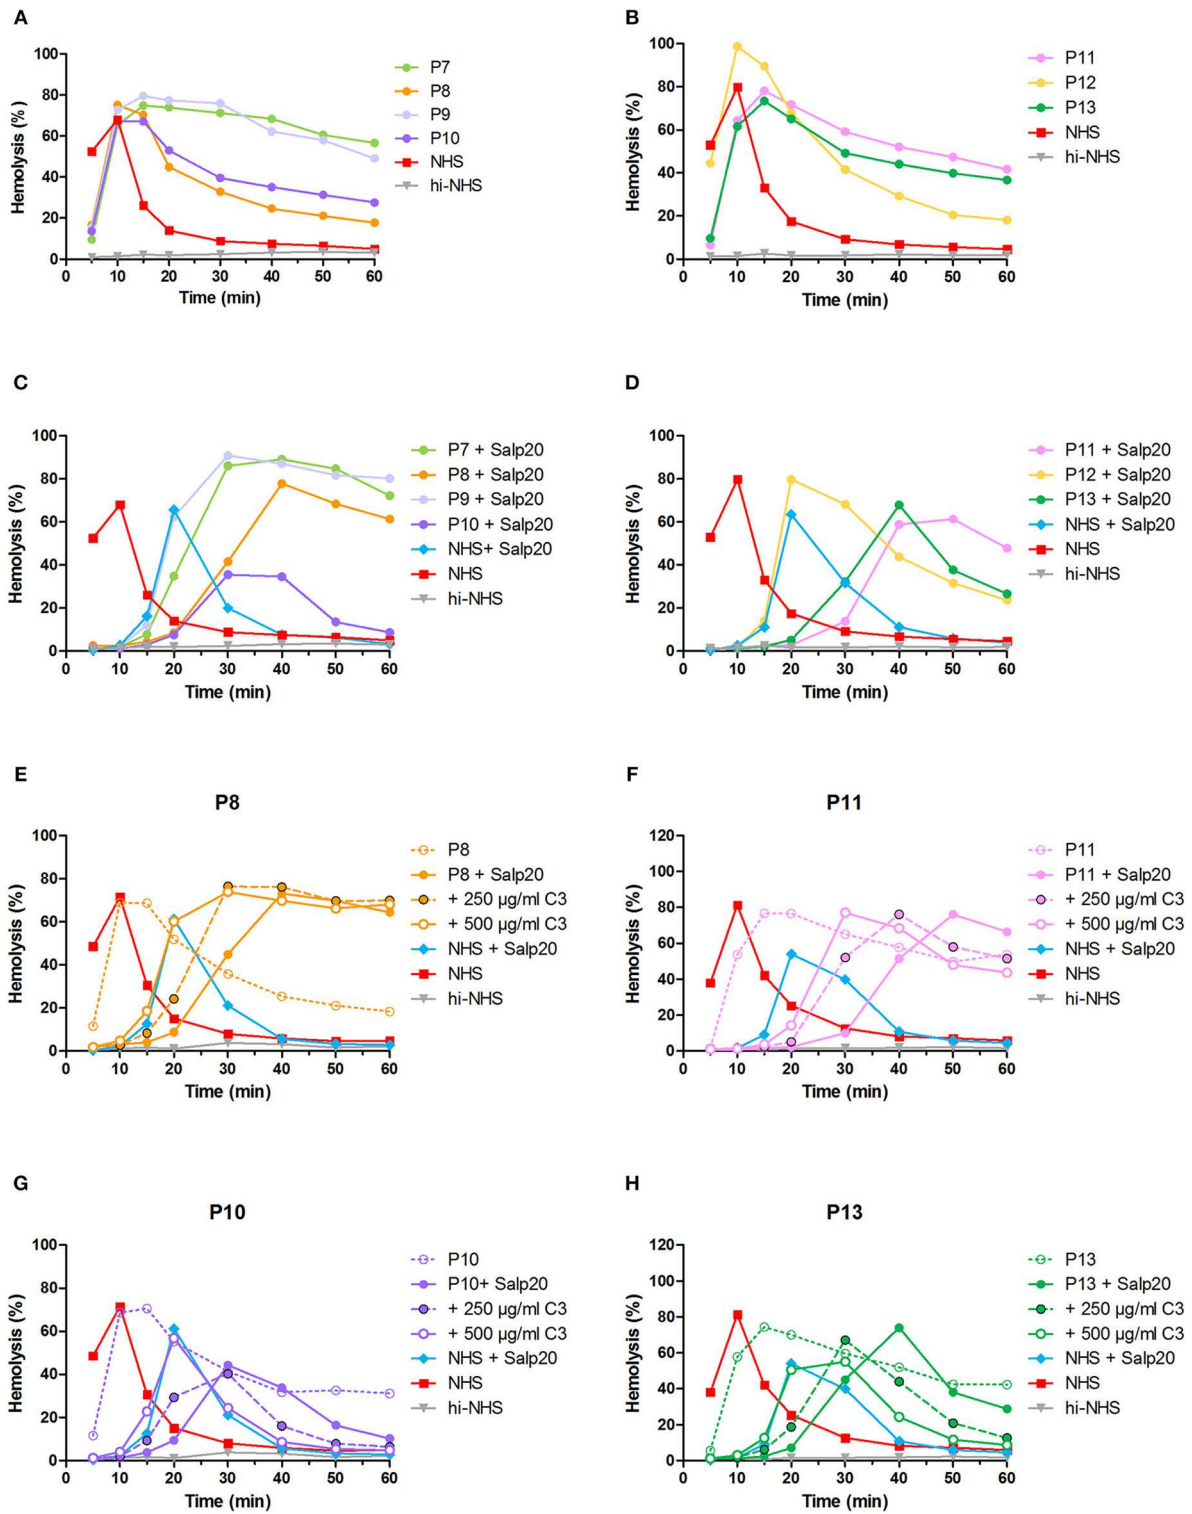 A
Hemolysis (%)
100
80
60
40
20
0
0 10 20 30 40 50 60
Time (min)
P7
P8
P9
P10
NHS
hi-NHS
B
Hemolysis (%)
100
80
60
40
20
0
0 10 20 30 40 50 60
Time (min)
P11
P12
P13
NHS
hi-NHS
C
Hemolysis (%)
100
80
60
40
20
0
0 10 20 30 40 50 60
Time (min)
P7 + Salp20
P8 + Salp20
P9 + Salp20
P10 + Salp20
NHS+ Salp20
NHS
hi-NHS
D
Hemolysis (%)
100
80
60
40
20
0
0 10 20 30 40 50 60
Time (min)
P11 + Salp20
P12 + Salp20
P13 + Salp20
NHS + Salp20
NHS
hi-NHS
E
P8
Hemolysis (%)
100
80
60
40
20
0
0 10 20 30 40 50 60
Time (min)
P8
P8 + Salp20
+ 250 µg/ml C3
+ 500 µg/ml C3
NHS + Salp20
NHS
hi-NHS
F
P11
Hemolysis (%)
120
100
80
60
40
20
0
0 10 20 30 40 50 60
Time (min)
P11
P11 + Salp20
+ 250 µg/ml C3
+ 500 µg/ml C3
NHS + Salp20
NHS
hi-NHS
G
P10
Hemolysis (%)
100
80
60
40
20
0
0 10 20 30 40 50 60
Time (min)
P10
P10+ Salp20
+ 250 µg/ml C3
+ 500 µg/ml C3
NHS + Salp20
NHS
hi-NHS
H
P13
Hemolysis (%)
120
100
80
60
40
20
0
0 10 20 30 40 50 60
Time (min)
P13
P13 + Salp20
+ 250 µg/ml C3
+ 500 µg/ml C3
NHS + Salp20
NHS
hi-NHS